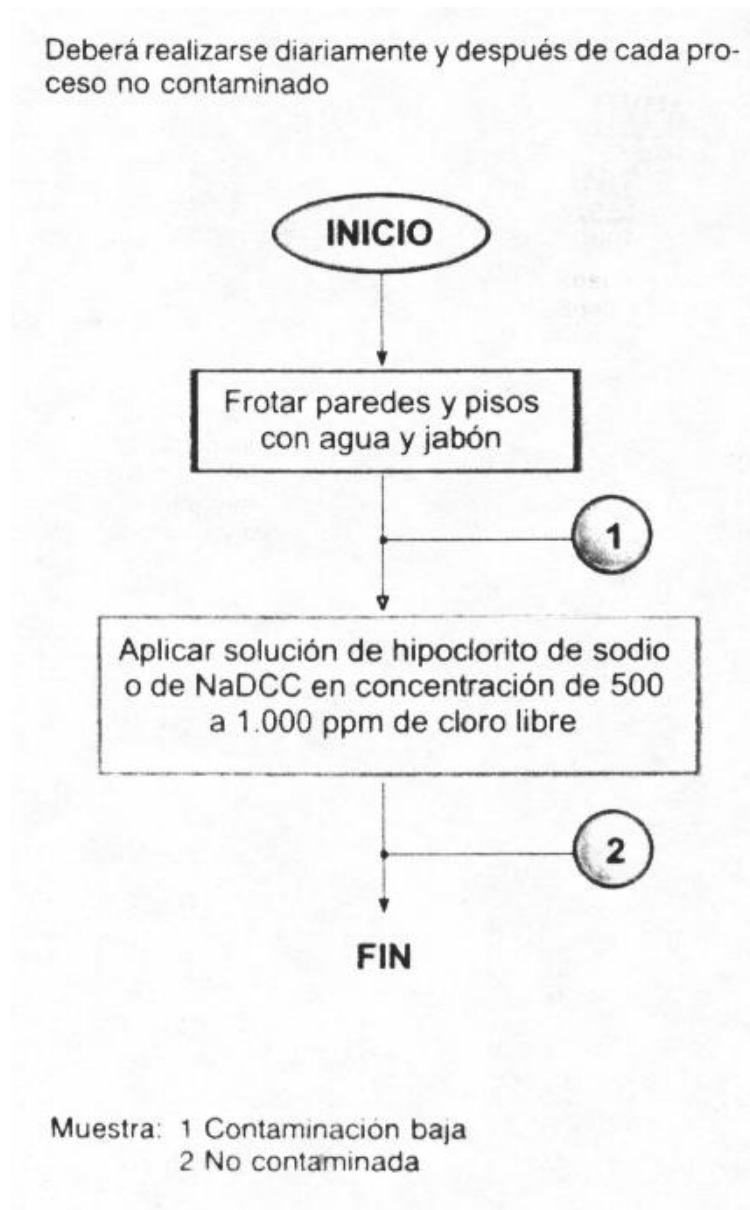 Deberá realizarse diariamente y después de cada pro-
ceso no contaminado
INICIO
Frotar paredes y pisos
con agua y jabón
1
Aplicar solución de hipoclorito de sodio
o de NaDCC en concentración de 500
a 1.000 ppm de cloro libre
2
FIN
Muestra: 1 Contaminación baja
2 No contaminada